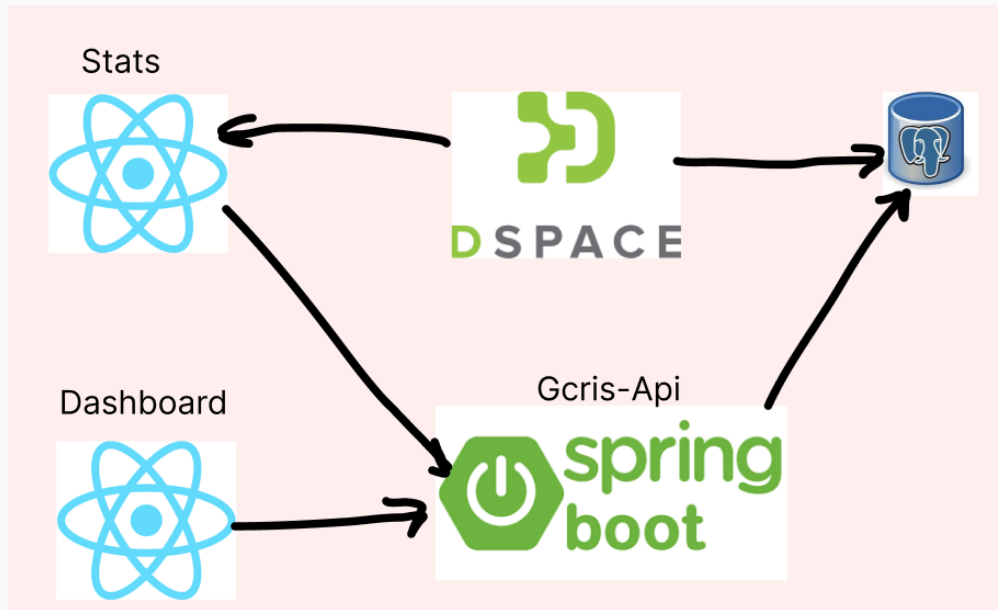 Stats
DSPACE
Dashboard
Gcris-Api
spring
boot